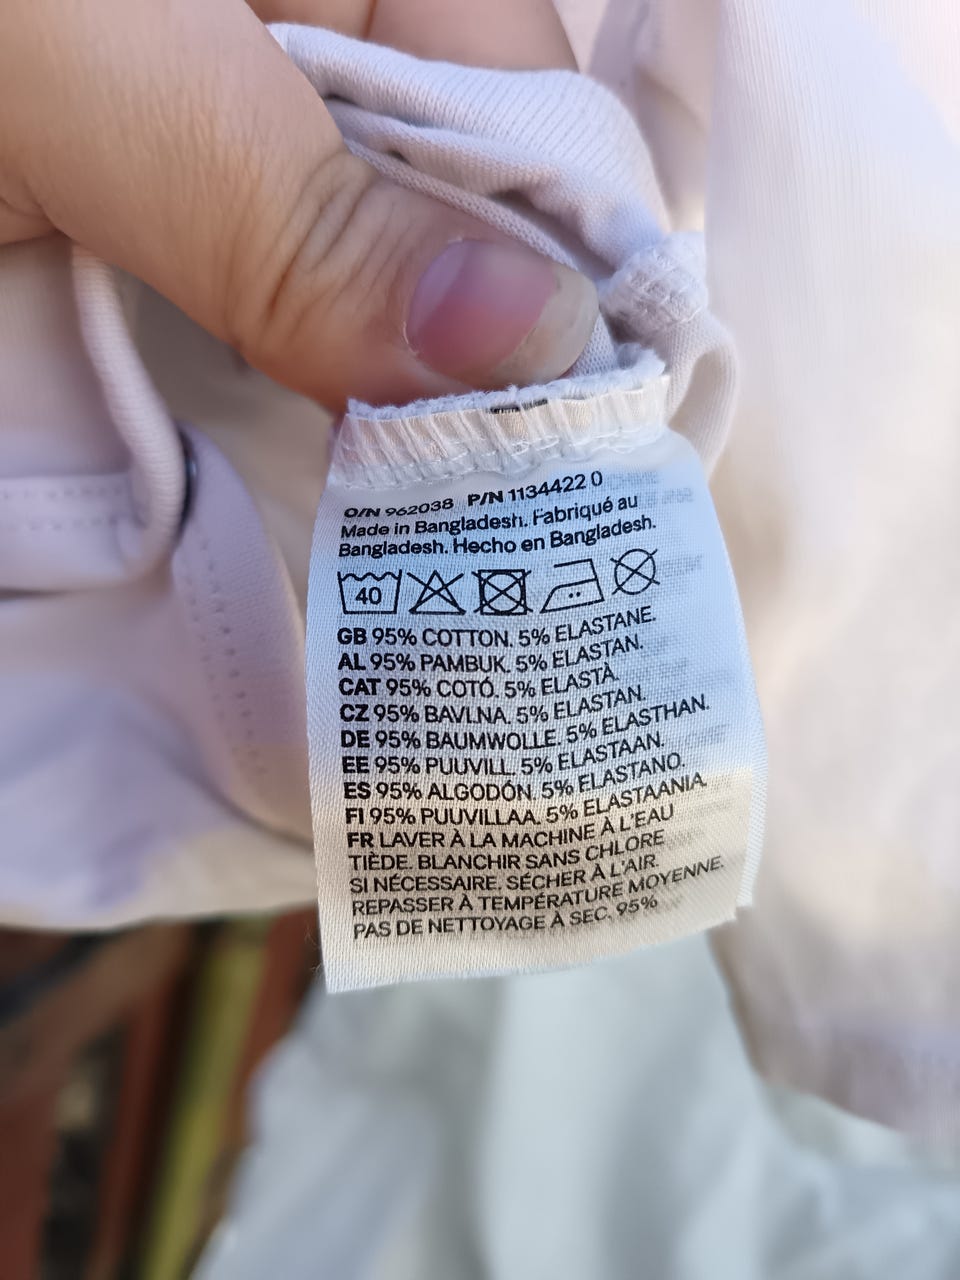 O/N 962038 P/N 1134422 0
Made in Bangladesh. Fabriqué au
Bangladesh. Hecho en Bangladesh.
40
GB 95% COTTON. 5% ELASTANE.
AL 95% PAMBUK. 5% ELASTAN.
CAT 95% COTÓ. 5% ELASTÀ.
CZ 95% BAVLNA. 5% ELASTAN.
DE 95% BAUMWOLLE. 5% ELASTHAN.
EE 95% PUUVILL. 5% ELASTAAN.
ES 95% ALGODÓN. 5% ELASTANO.
FI 95% PUUVILLAA. 5% ELASTAANIA.
FR LAVER À LA MACHINE À L'EAU
TIÈDE. BLANCHIR SANS CHLORE
SI NÉCESSAIRE. SÉCHER À L'AIR.
REPASSER À TEMPÉRATURE MOYENNE.
PAS DE NETTOYAGE À SEC. 95%